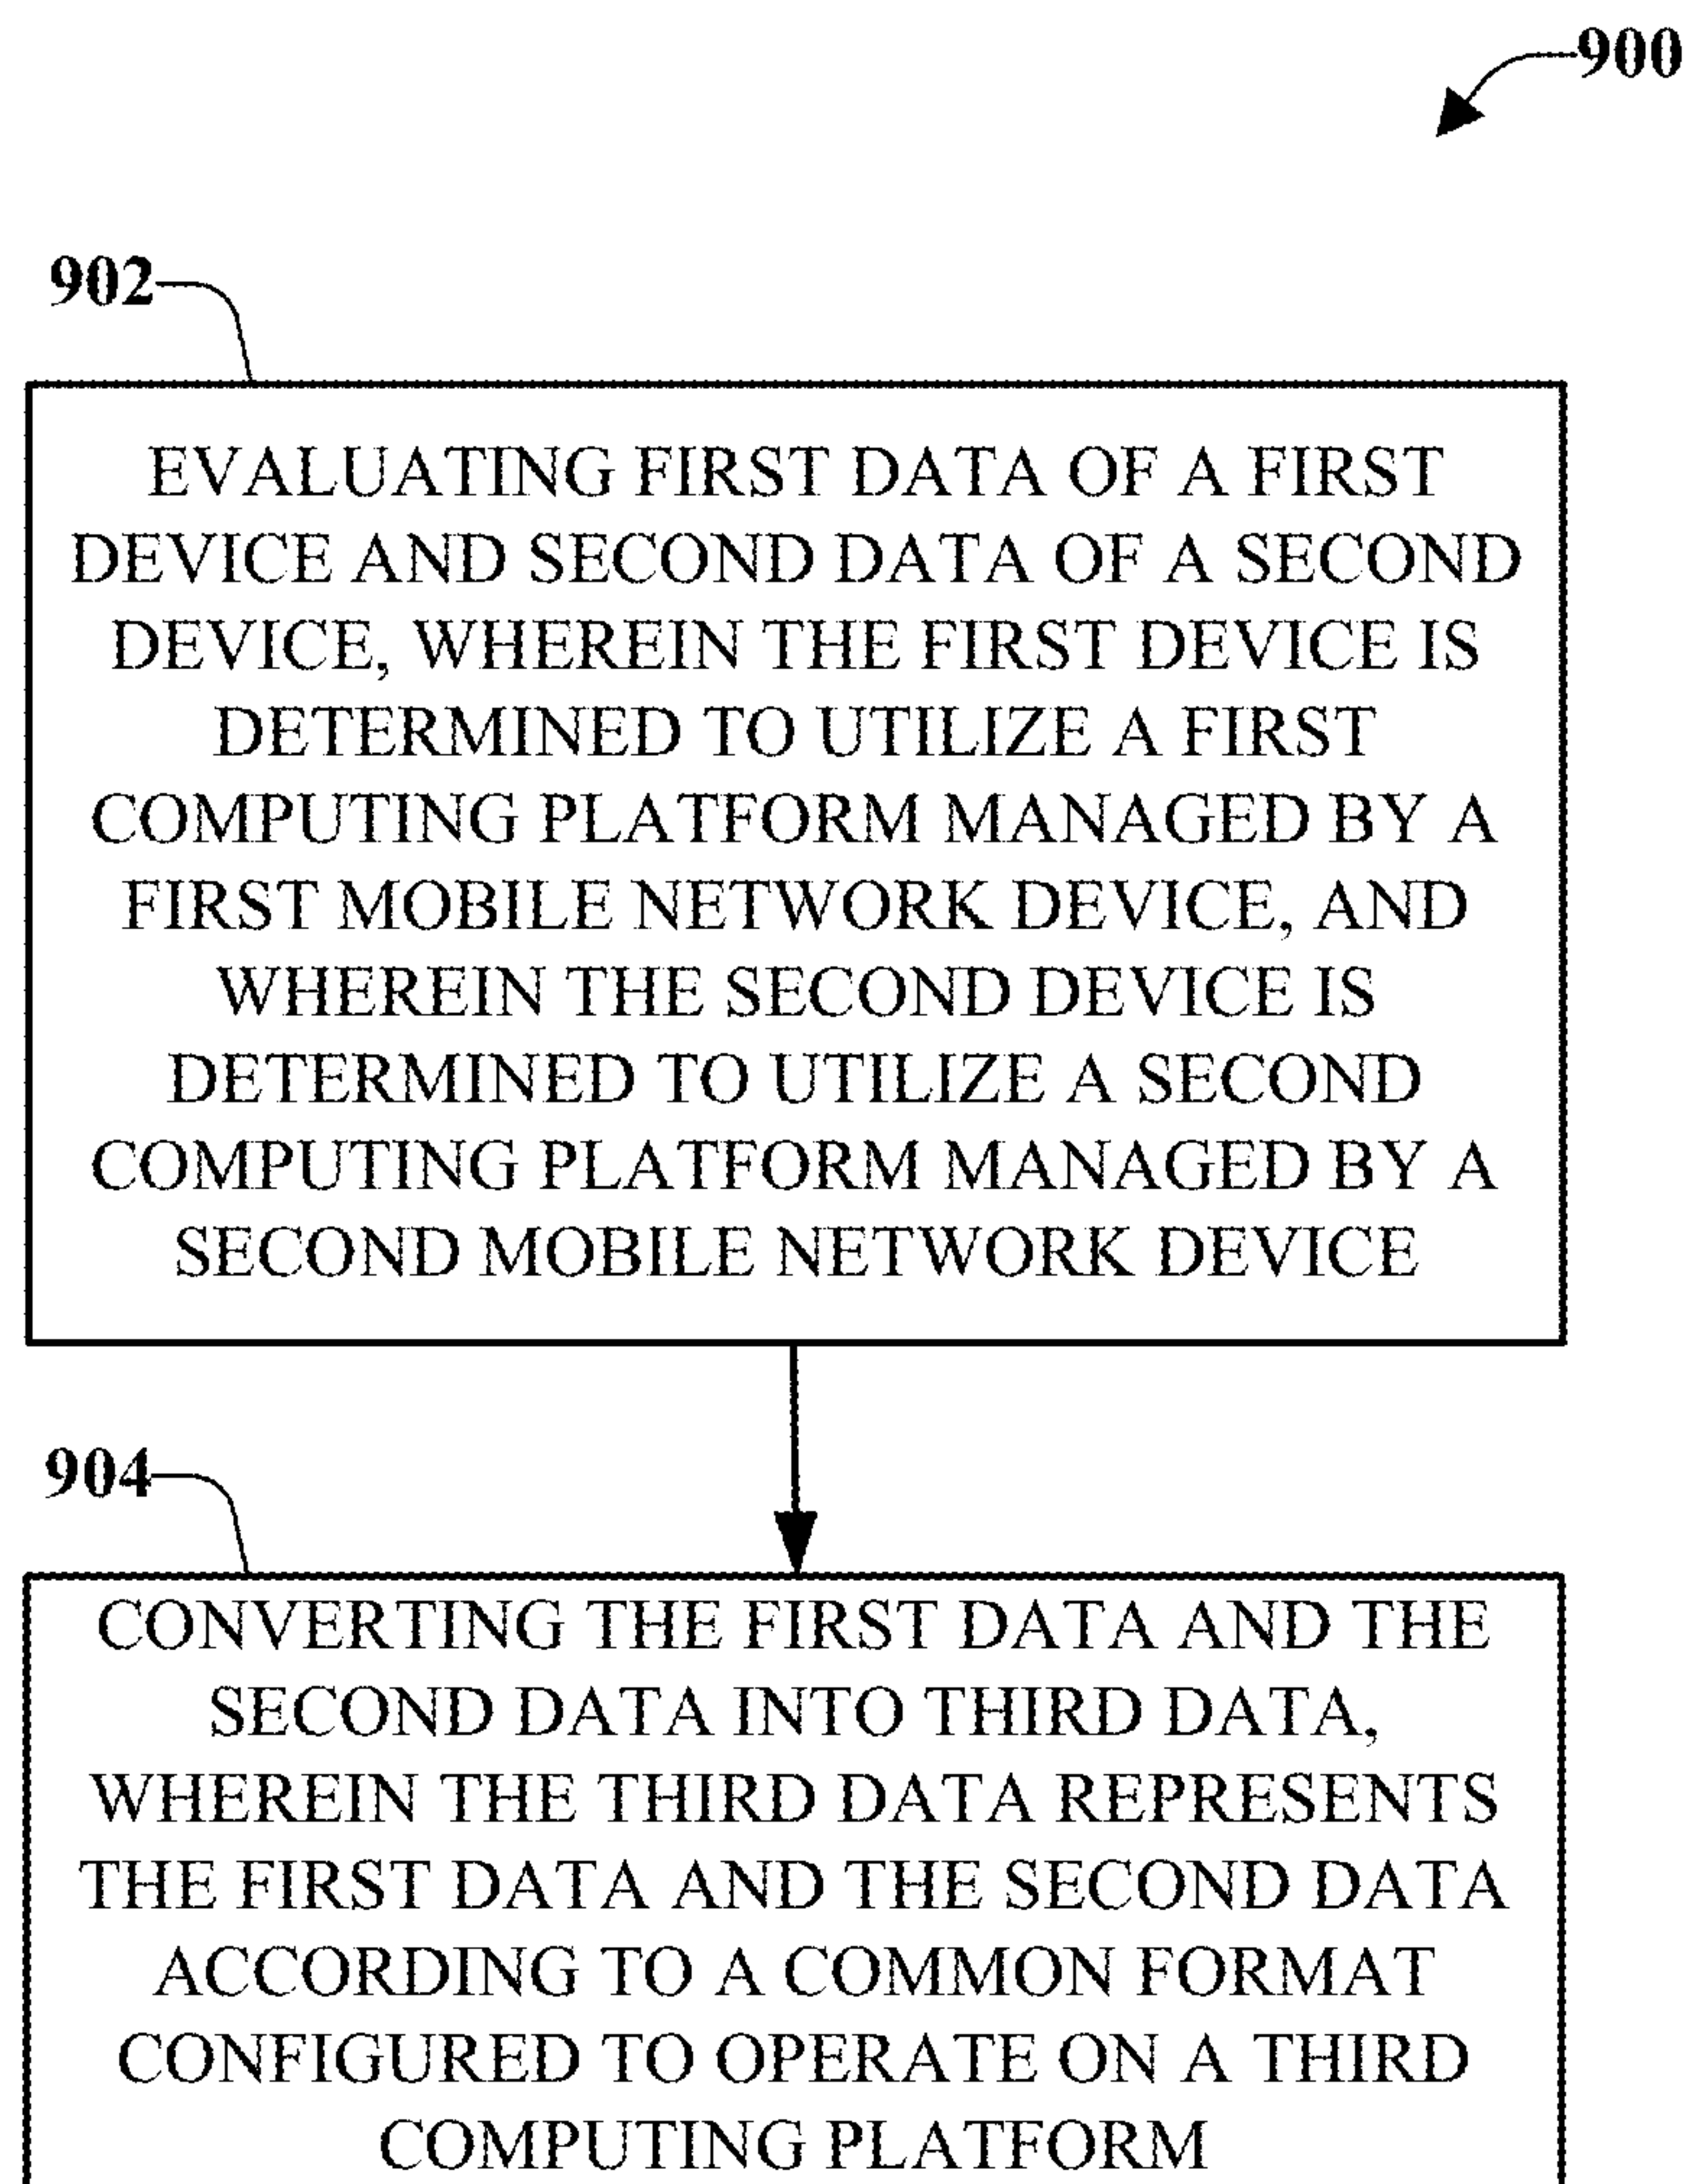 900
902
EVALUATING FIRST DATA OF A FIRST
DEVICE AND SECOND DATA OF A SECOND
DEVICE, WHEREIN THE FIRST DEVICE IS
DETERMINED TO UTILIZE A FIRST
COMPUTING PLATFORM MANAGED BY A
FIRST MOBILE NETWORK DEVICE, AND
WHEREIN THE SECOND DEVICE IS
DETERMINED TO UTILIZE A SECOND
COMPUTING PLATFORM MANAGED BY A
SECOND MOBILE NETWORK DEVICE
904
CONVERTING THE FIRST DATA AND THE
SECOND DATA INTO THIRD DATA,
WHEREIN THE THIRD DATA REPRESENTS
THE FIRST DATA AND THE SECOND DATA
ACCORDING TO A COMMON FORMAT
CONFIGURED TO OPERATE ON A THIRD
COMPUTING PLATFORM